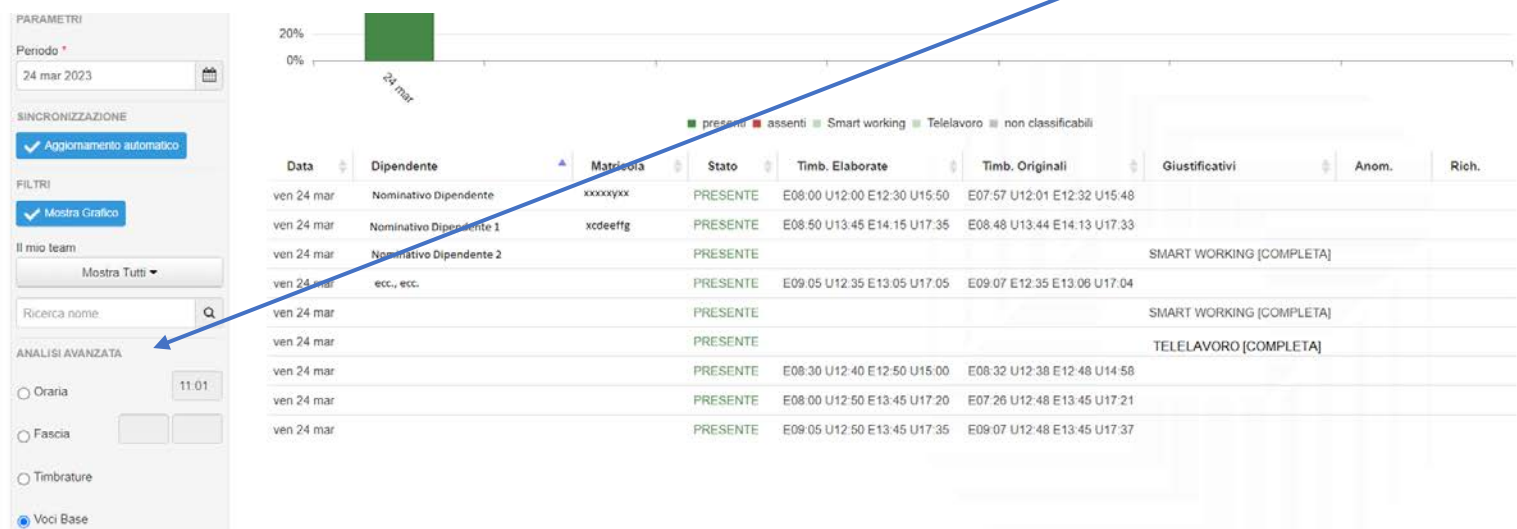 PARAMETRI
Periodo *
24 mar 2023
SINCRONIZZAZIONE
Aggiornamento automatico
FILTRI
Mostra Grafico
Il mio team
Mostra Tutti
Ricerca nome
ANALISI AVANZATA
Oraria 11:01
Fascia
Timbrature
Voci Base
20%
0%
24 mar
presenti assenti Smart working Telelavoro non classificabili
Data Dipendente Matricola Stato Timb. Elaborate Timb. Originali Giustificativi Anom. Rich.
ven 24 mar Nominativo Dipendente xxxxxyxx PRESENTE E08:00 U12:00 E12:30 U15:50 E07:57 U12:01 E12:32 U15:48
ven 24 mar Nominativo Dipendente 1 xcdeeffg PRESENTE E08:50 U13:45 E14:15 U17:35 E08:48 U13:44 E14:13 U17:33
ven 24 mar Nominativo Dipendente 2 PRESENTE SMART WORKING [COMPLETA]
ven 24 mar ecc., ecc. PRESENTE E09:05 U12:35 E13:05 U17:05 E09:07 E12:35 E13:06 U17:04
ven 24 mar PRESENTE SMART WORKING [COMPLETA]
ven 24 mar PRESENTE TELELAVORO [COMPLETA]
ven 24 mar PRESENTE E08:30 U12:40 E12:50 U15:00 E08:32 U12:38 E12:48 U14:58
ven 24 mar PRESENTE E08:00 U12:50 E13:45 U17:20 E07:26 U12:48 E13:45 U17:21
ven 24 mar PRESENTE E09:05 U12:50 E13:45 U17:35 E09:07 U12:48 E13:45 U17:37